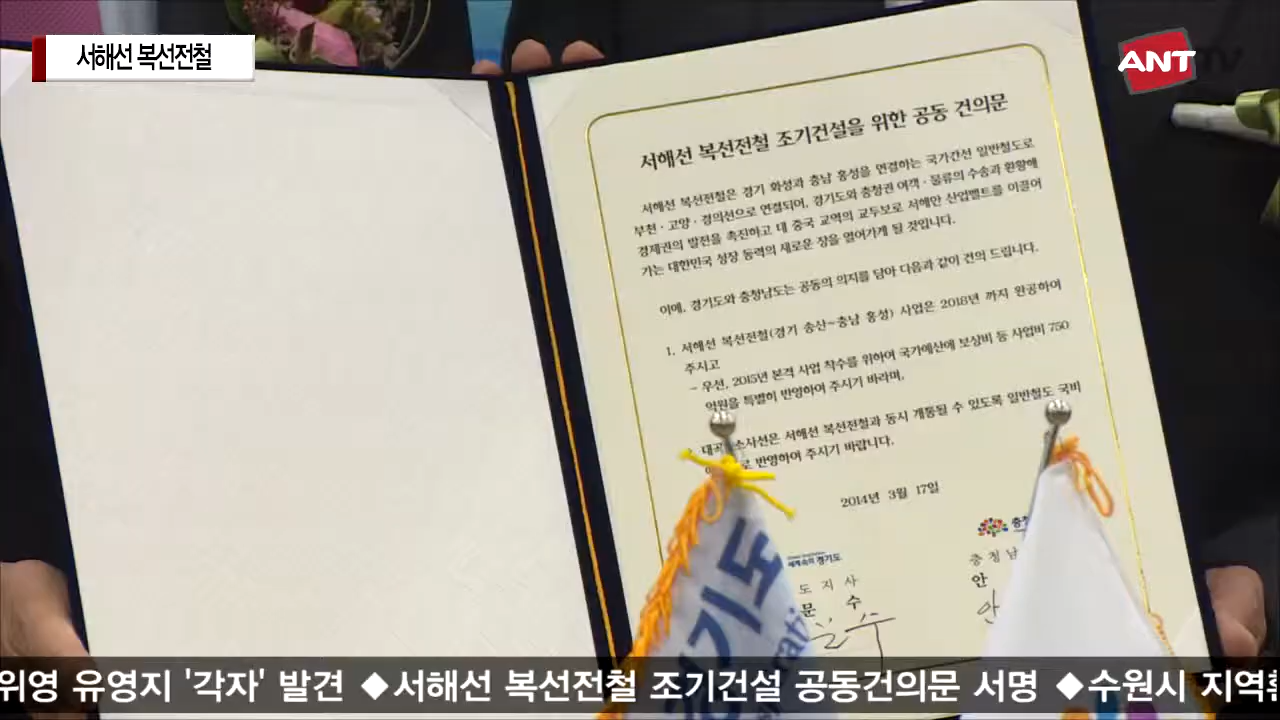 서해선 복선전철
ANTTV
서해선 복선전철 조기건설을 위한 공동 건의문
서해선 복선전철은 경기 화성과 충남 홍성을 연결하는 국가간선 일반철도로
부천·고양·경의선으로 연결되어, 경기도와 충청권 여객·물류의 수송과 환황해
경제권의 발전을 촉진하고 대 중국 교역의 교두보로 서해안 산업벨트를 이끌어
가는 대한민국 성장 동력의 새로운 장을 열어가게 될 것입니다.
이에, 경기도와 충청남도는 공동의 의지를 담아 다음과 같이 건의 드립니다.
1. 서해선 복선전철(경기 송산~충남 홍성) 사업은 2018년 까지 완공하여
주시고
- 우선, 2015년 본격 사업 착수를 위하여 국가예산에 보상비 등 사업비 750
억원을 특별히 반영하여 주시기 바라며,
소사선은 서해선 복선전철과 동시 개통될 수 있도록 일반철도 국비
로 반영하여 주시기 바랍니다.
2014년 3월 17일
세계속의 경기도
도 지 사
문 수
충청남
안
경기도
위영 유영지 '각자' 발견 ◆서해선 복선전철 조기건설 공동건의문 서명 ◆수원시 지역